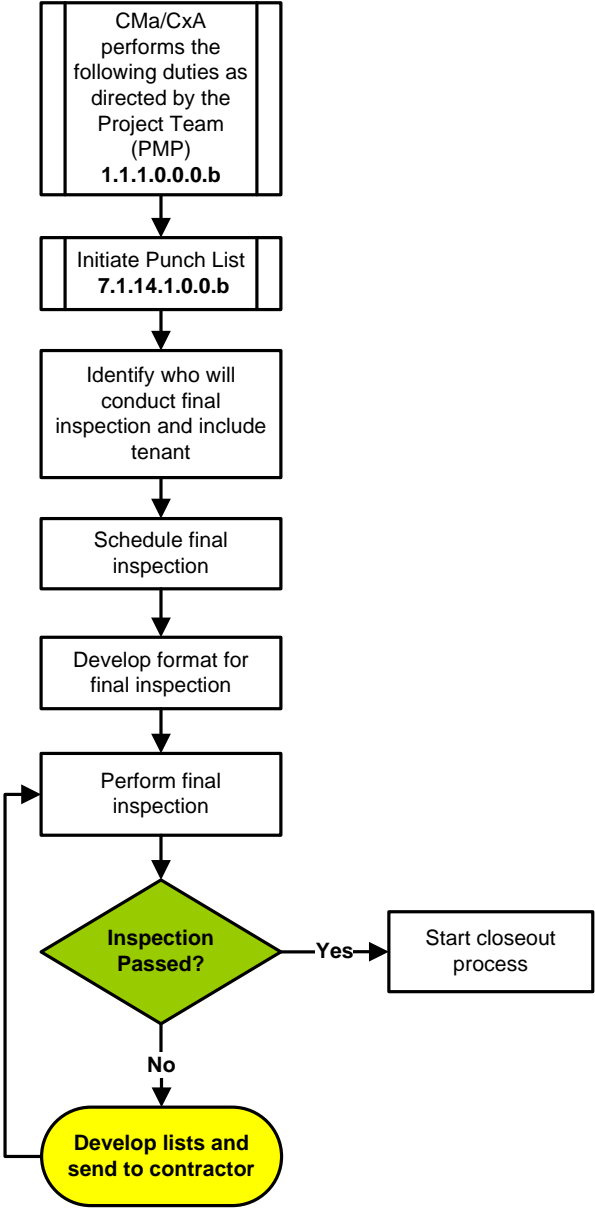 CMa/CxA
performs the
following duties as
directed by the
Project Team
(PMP)
1.1.1.0.0.0.b
Initiate Punch List
7.1.14.1.0.0.b
Identify who will
conduct final
inspection and include
tenant
Schedule final
inspection
Develop format for
final inspection
Perform final
inspection
Inspection
Passed?
Yes
Start closeout
process
No
Develop lists and
send to contractor